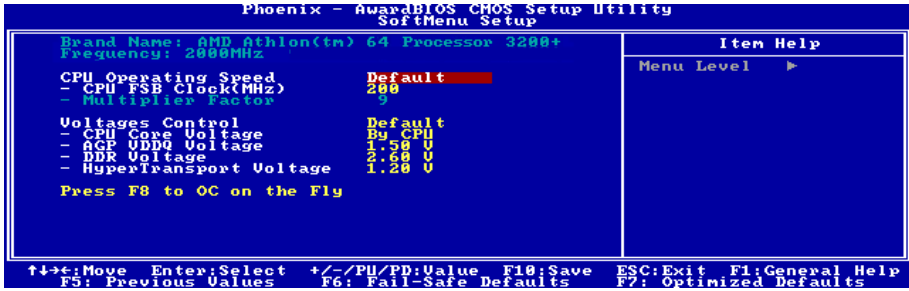 Phoenix - AwardBIOS CMOS Setup Utility
SoftMenu Setup
Brand Name: AMD Athlon(tm) 64 Processor 3200+
Frequency: 2000MHz
CPU Operating Speed Default
- CPU FSB Clock(MHz) 200
- Multiplier Factor 9
Voltages Control Default
- CPU Core Voltage By CPU
- AGP VDDQ Voltage 1.50 V
- DDR Voltage 2.60 V
- HyperTransport Voltage 1.20 V
Press F8 to OC on the Fly
Item Help
Menu Level ►
↑↓→←:Move Enter:Select +/-/PU/PD:Value F10:Save ESC:Exit F1:General Help
F5: Previous Values F6: Fail-Safe Defaults F7: Optimized Defaults